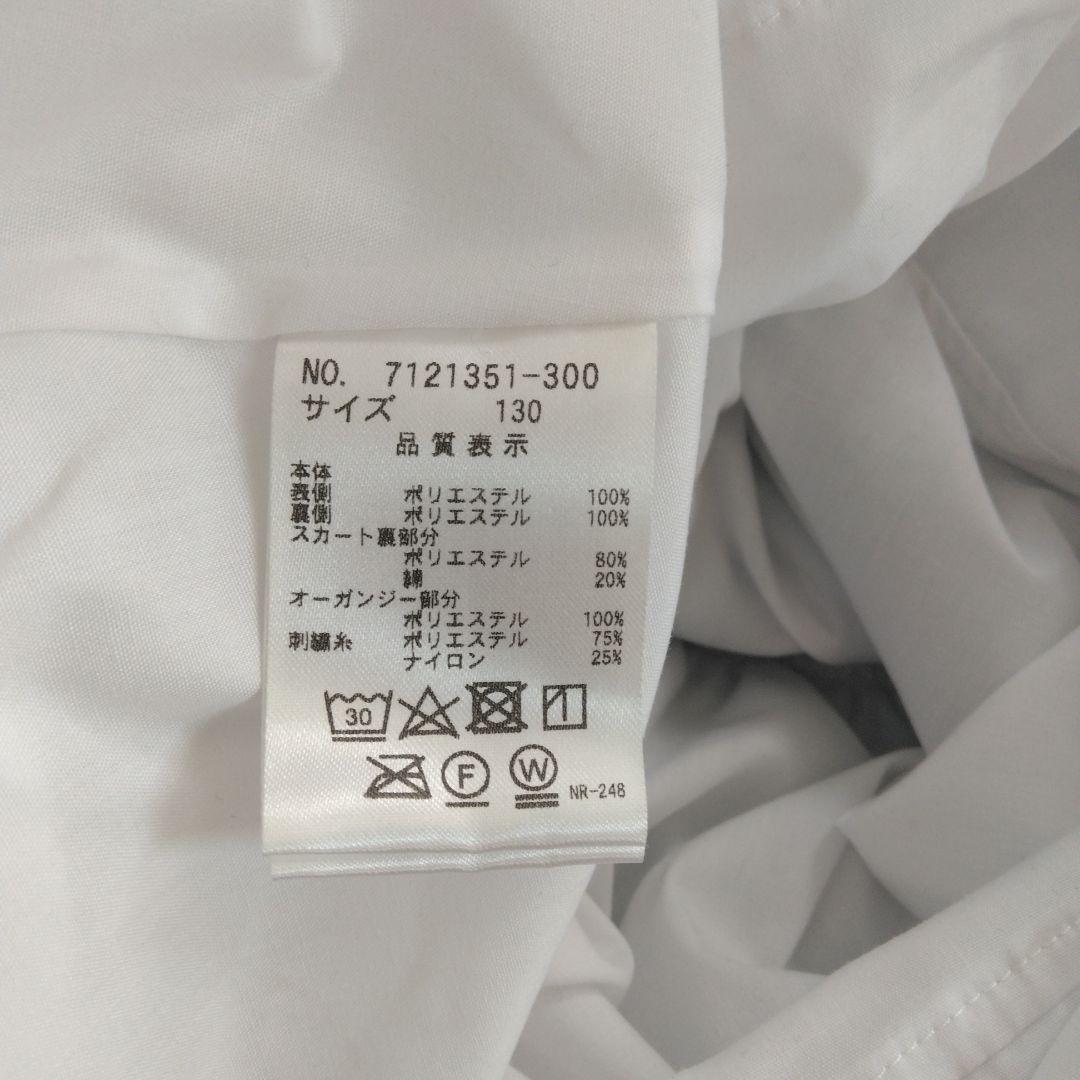 NO. 7121351-300
サイズ 130
品質表示
本体
表側 ポリエステル 100%
裏側 ポリエステル 100%
スカート裏部分
ポリエステル 80%
綿 20%
オーガンジー部分
ポリエステル 100%
刺繍糸 ポリエステル 75%
ナイロン 25%
30
F W NR-248